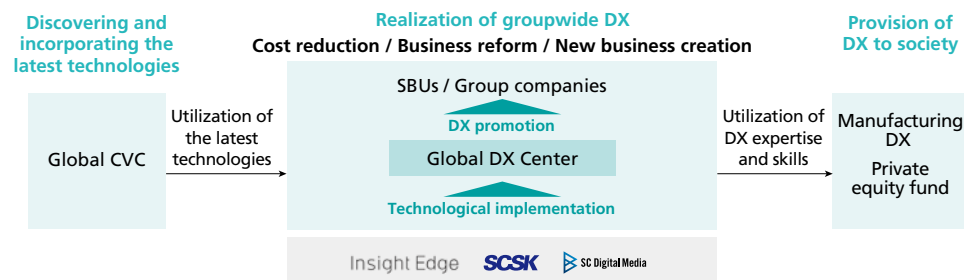 Discovering and
incorporating the
latest technologies
Global CVC
Utilization of
the latest
technologies
Realization of groupwide DX
Cost reduction / Business reform / New business creation
SBUs / Group companies
DX promotion
Global DX Center
Technological implementation
Insight Edge
SCSK
SC Digital Media
Utilization of
DX expertise
and skills
Provision of
DX to society
Manufacturing
DX
Private
equity fund